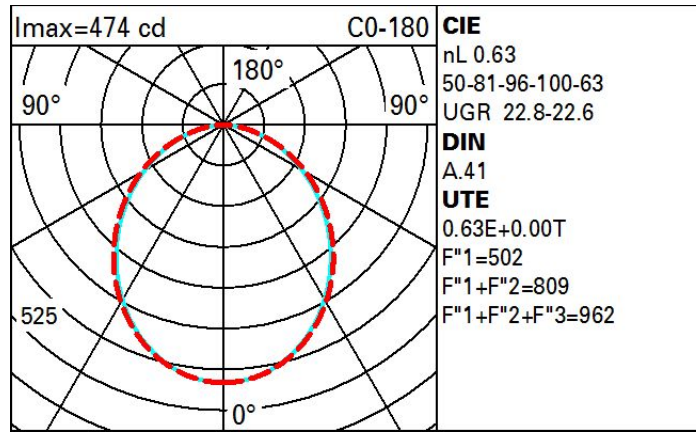 Imax=474 cd
C0-180
180°
90°
90°
525
0°
CIE
nL 0.63
50-81-96-100-63
UGR 22.8-22.6
DIN
A.41
UTE
0.63E+0.00T
F"1=502
F"1+F"2=809
F"1+F"2+F"3=962